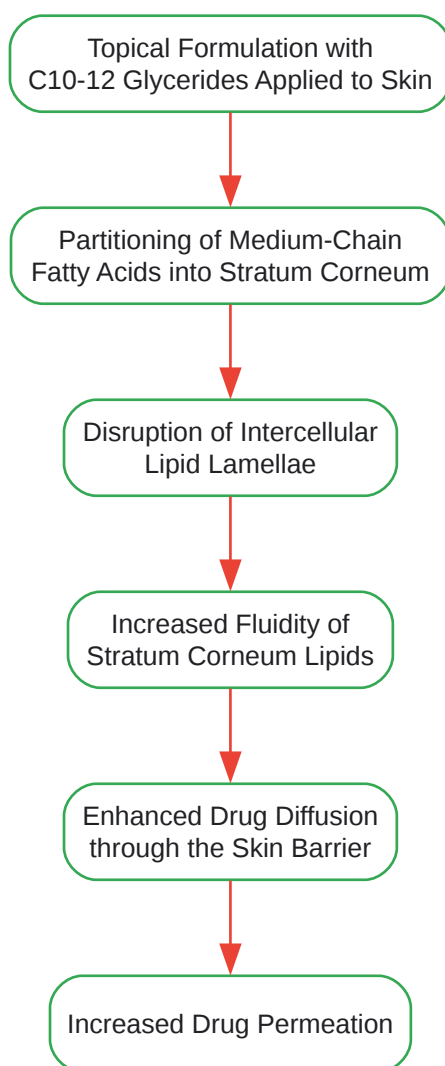 Topical Formulation with
C10-12 Glycerides Applied to Skin
Partitioning of Medium-Chain
Fatty Acids into Stratum Corneum
Disruption of Intercellular
Lipid Lamellae
Increased Fluidity of
Stratum Corneum Lipids
Enhanced Drug Diffusion
through the Skin Barrier
Increased Drug Permeation